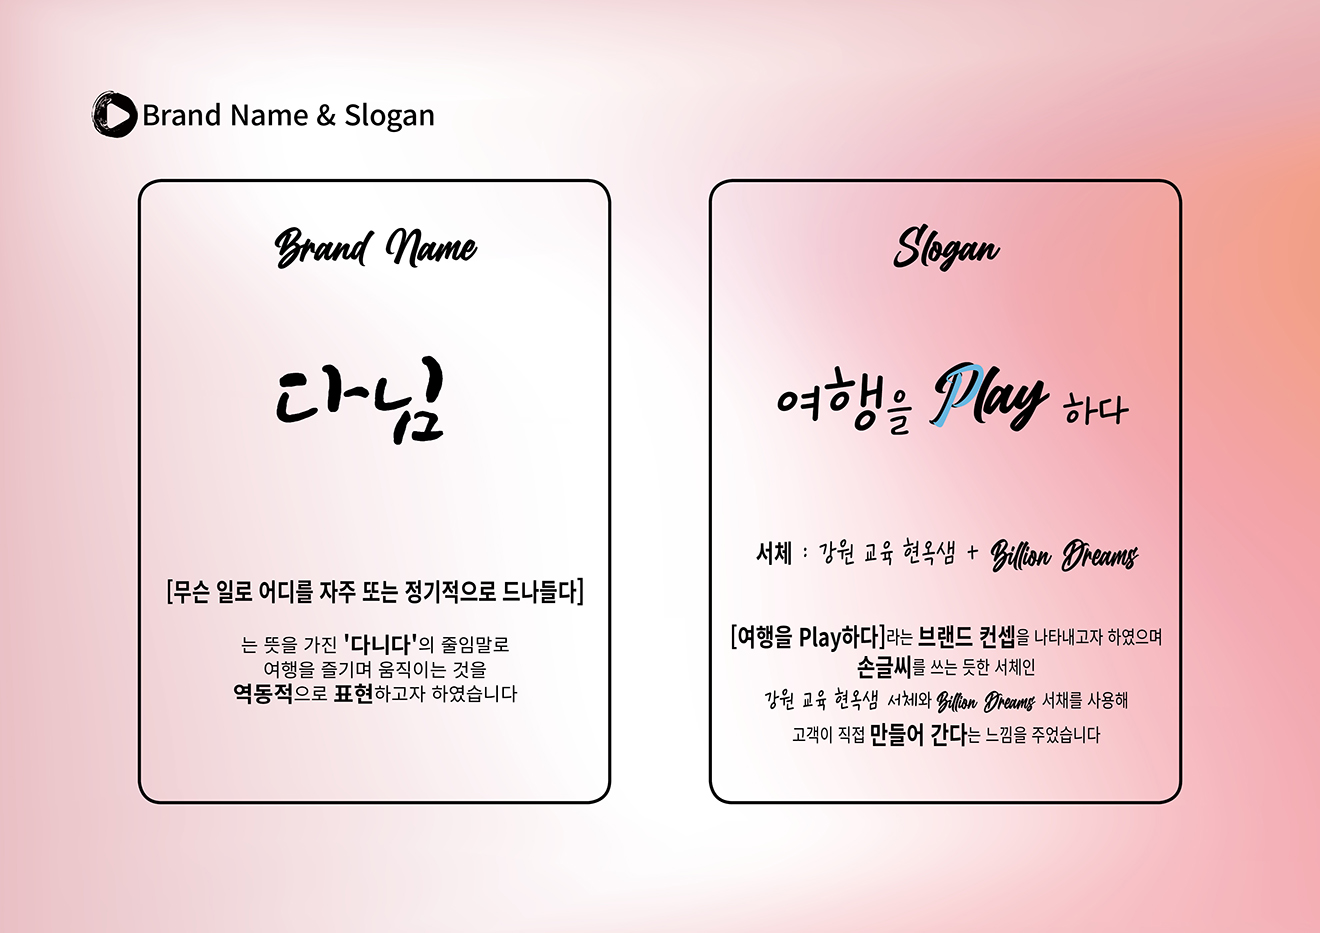 Brand Name & Slogan
Brand Name
다님
[무슨 일로 어디를 자주 또는 정기적으로 드나들다]
는 뜻을 가진 '다니다'의 줄임말로
여행을 즐기며 움직이는 것을
역동적으로 표현하고자 하였습니다
Slogan
여행을 Play 하다
서체 : 강원 교육 현옥샘 + Billion Dreams
[여행을 Play하다]라는 브랜드 컨셉을 나타내고자 하였으며
손글씨를 쓰는 듯한 서체인
강원 교육 현옥샘 서체와 Billion Dreams 서채를 사용해
고객이 직접 만들어 간다는 느낌을 주었습니다